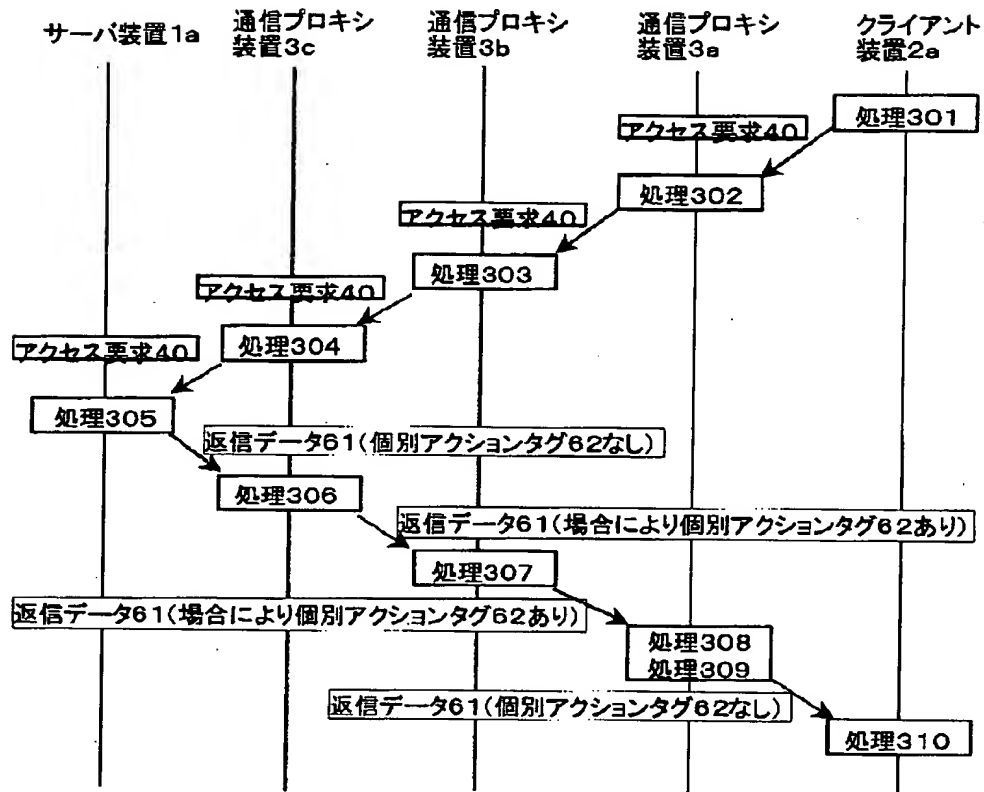 サーバ装置1a
通信プロキシ
装置3c
通信プロキシ
装置3b
通信プロキシ
装置3a
クライアント
装置2a
処理301
アクセス要求40
処理302
アクセス要求40
処理303
アクセス要求40
処理304
アクセス要求40
処理305
返信データ61(個別アクションタグ62なし)
処理306
返信データ61(場合により個別アクションタグ62あり)
処理307
返信データ61(場合により個別アクションタグ62あり)
処理308
処理309
返信データ61(個別アクションタグ62なし)
処理310